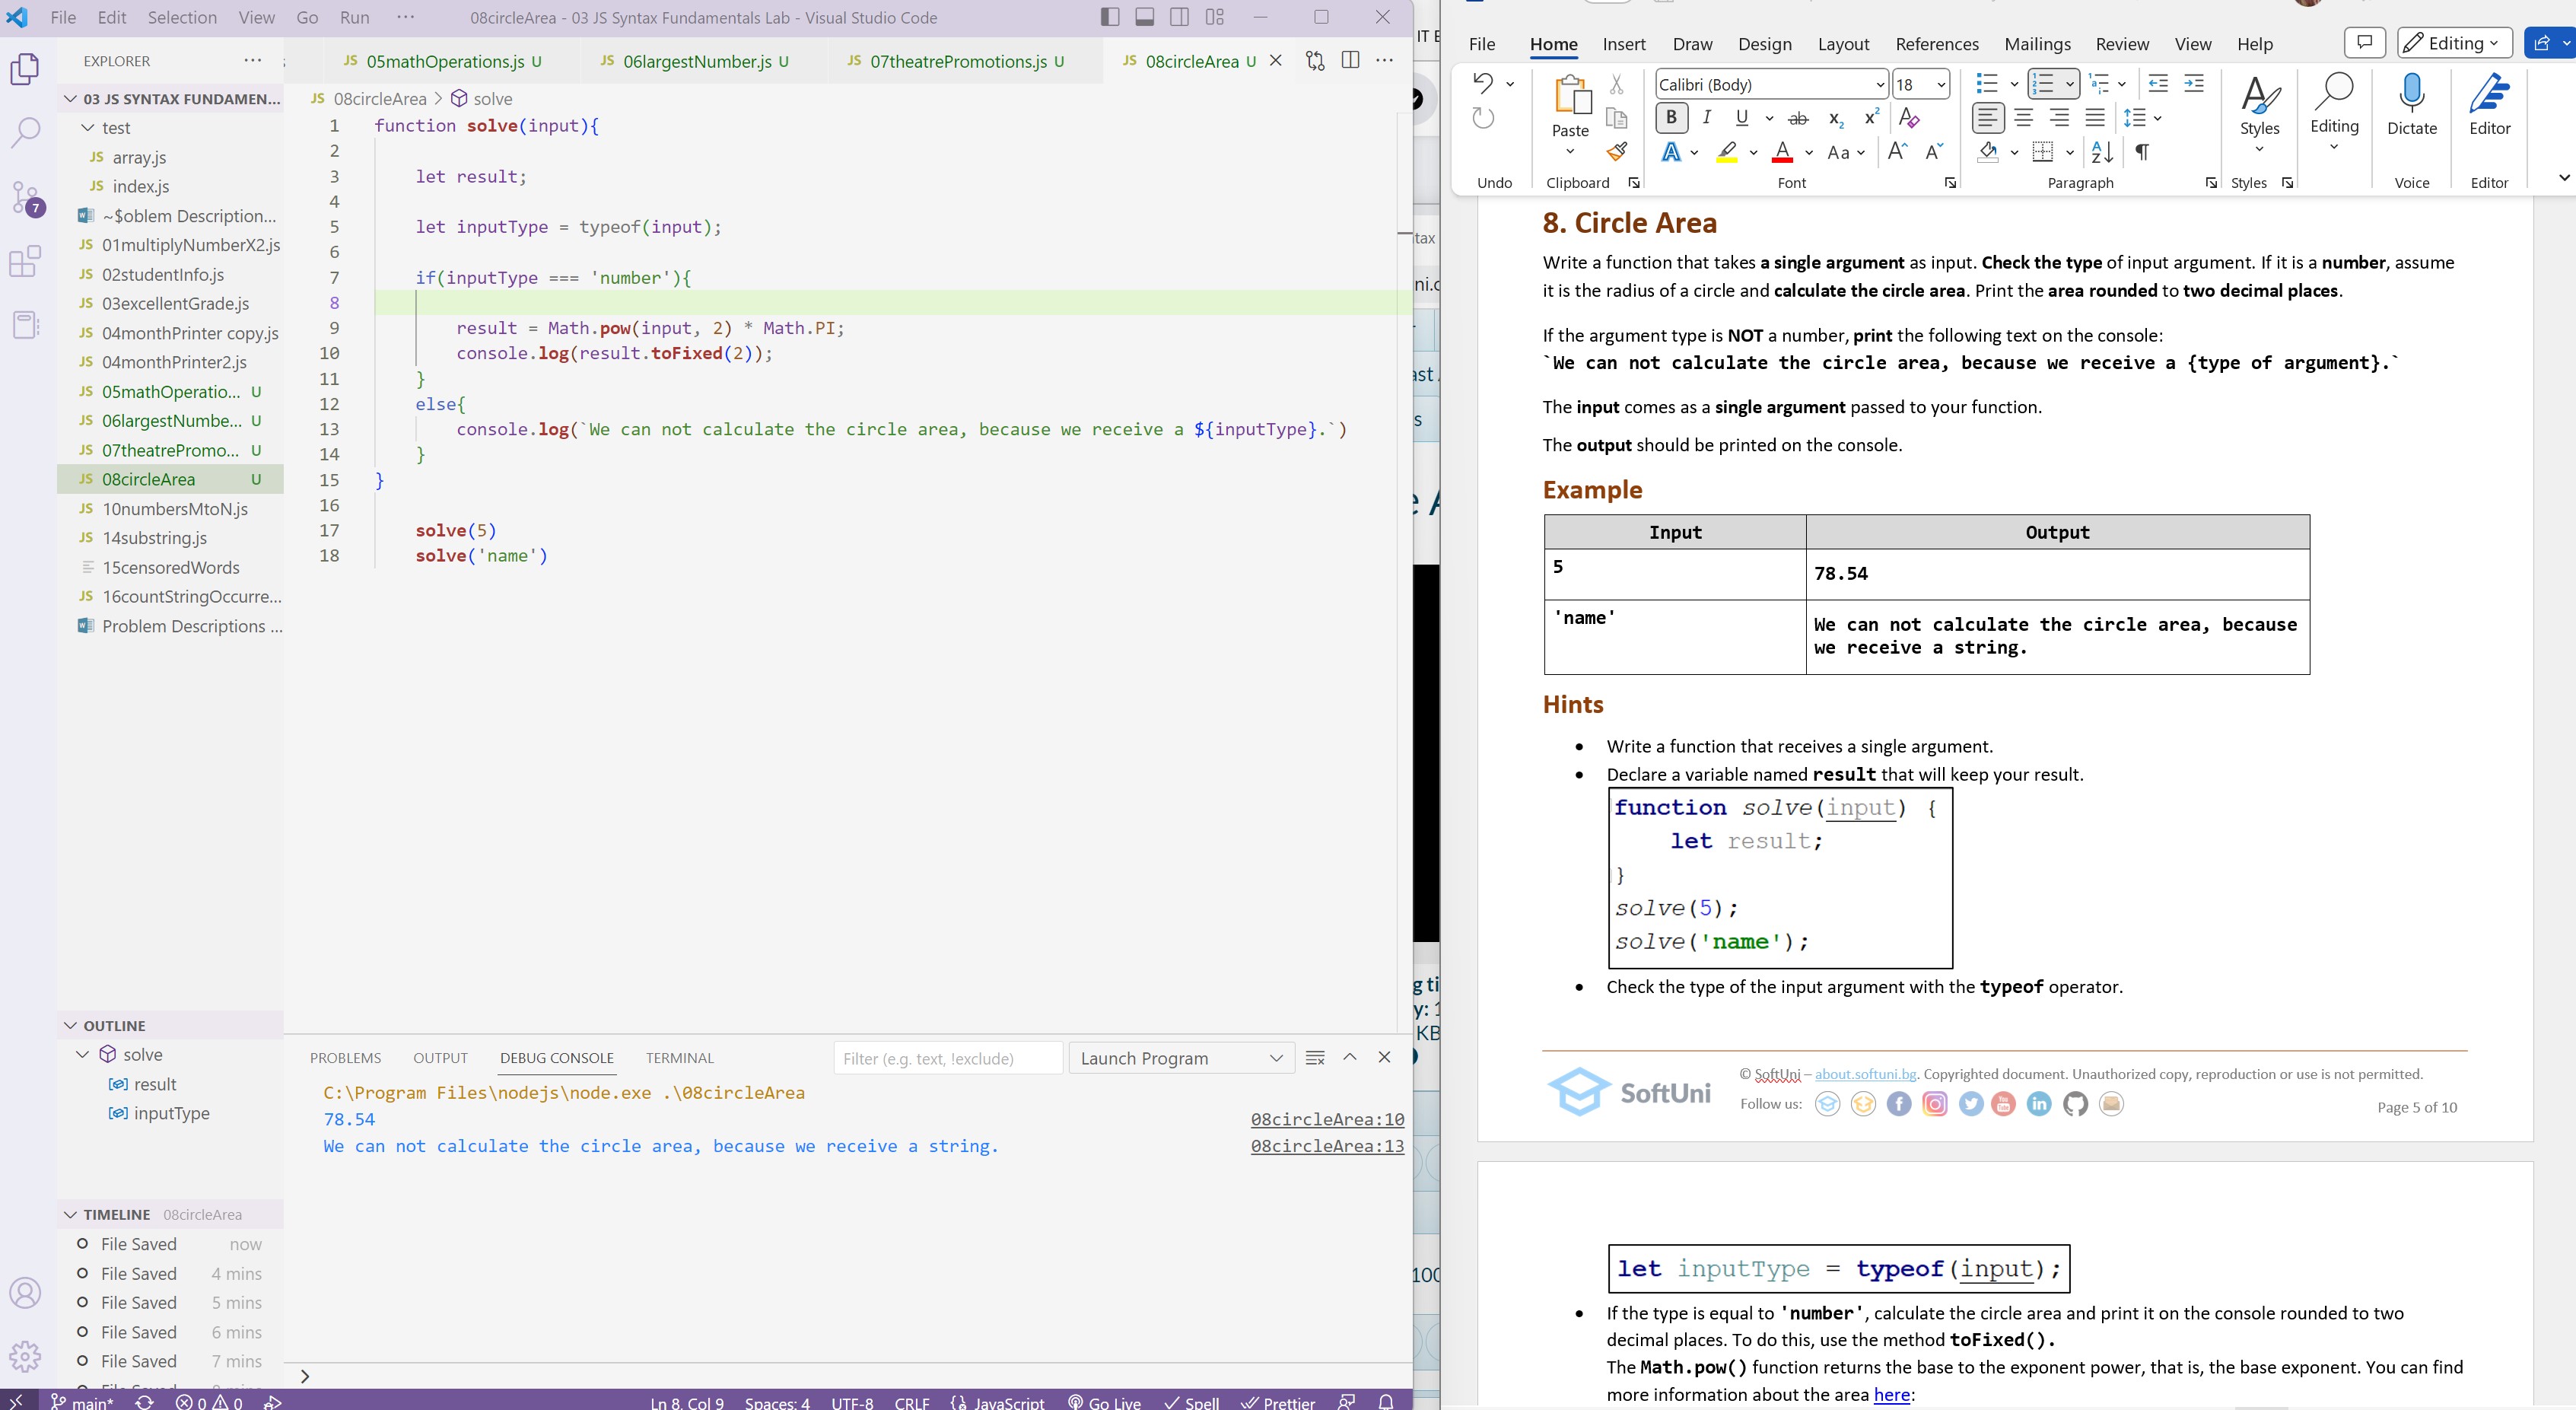 File Edit Selection View Go Run ··· 08circleArea - 03 JS Syntax Fundamentals Lab - Visual Studio Code
EXPLORER ···
05mathOperations.js U
06largestNumber.js U
07theatrePromotions.js U
08circleArea U
03 JS SYNTAX FUNDAMEN...
test
array.js
index.js
~$oblem Description...
01multiplyNumberX2.js
02studentInfo.js
03excellentGrade.js
04monthPrinter copy.js
04monthPrinter2.js
05mathOperatio... U
06largestNumbe... U
07theatrePromo... U
08circleArea U
10numbersMtoN.js
14substring.js
15censoredWords
16countStringOccurre...
Problem Descriptions ...
7
08circleArea > solve
1 function solve(input){
2
3 let result;
4
5 let inputType = typeof(input);
6
7 if(inputType === 'number'){
8
9 result = Math.pow(input, 2) * Math.PI;
10 console.log(result.toFixed(2));
11 }
12 else{
13 console.log(`We can not calculate the circle area, because we receive a ${inputType}.`)
14 }
15 }
16
17 solve(5)
18 solve('name')
OUTLINE
solve
result
inputType
TIMELINE 08circleArea
File Saved now
File Saved 4 mins
File Saved 5 mins
File Saved 6 mins
File Saved 7 mins
PROBLEMS OUTPUT DEBUG CONSOLE TERMINAL Filter (e.g. text, !exclude) Launch Program
C:\Program Files\nodejs\node.exe .\08circleArea
78.54 08circleArea:10
We can not calculate the circle area, because we receive a string. 08circleArea:13
main* 0 0 Ln 8, Col 9 Spaces: 4 UTF-8 CRLF JavaScript Go Live Spell Prettier
File Home Insert Draw Design Layout References Mailings Review View Help Editing
Calibri (Body) 18
Paste Styles Editing Dictate Editor
Undo Clipboard Font Paragraph Styles Voice Editor
8. Circle Area
Write a function that takes a single argument as input. Check the type of input argument. If it is a number, assume
it is the radius of a circle and calculate the circle area. Print the area rounded to two decimal places.
If the argument type is NOT a number, print the following text on the console:
`We can not calculate the circle area, because we receive a {type of argument}.`
The input comes as a single argument passed to your function.
The output should be printed on the console.
Example
Input Output
5 78.54
'name' We can not calculate the circle area, because
we receive a string.
Hints
• Write a function that receives a single argument.
• Declare a variable named result that will keep your result.
function solve(input) {
let result;
}
solve(5);
solve('name');
• Check the type of the input argument with the typeof operator.
SoftUni
© SoftUni – about.softuni.bg. Copyrighted document. Unauthorized copy, reproduction or use is not permitted.
Follow us:
Page 5 of 10
let inputType = typeof(input);
• If the type is equal to 'number', calculate the circle area and print it on the console rounded to two
decimal places. To do this, use the method toFixed().
The Math.pow() function returns the base to the exponent power, that is, the base exponent. You can find
more information about the area here: